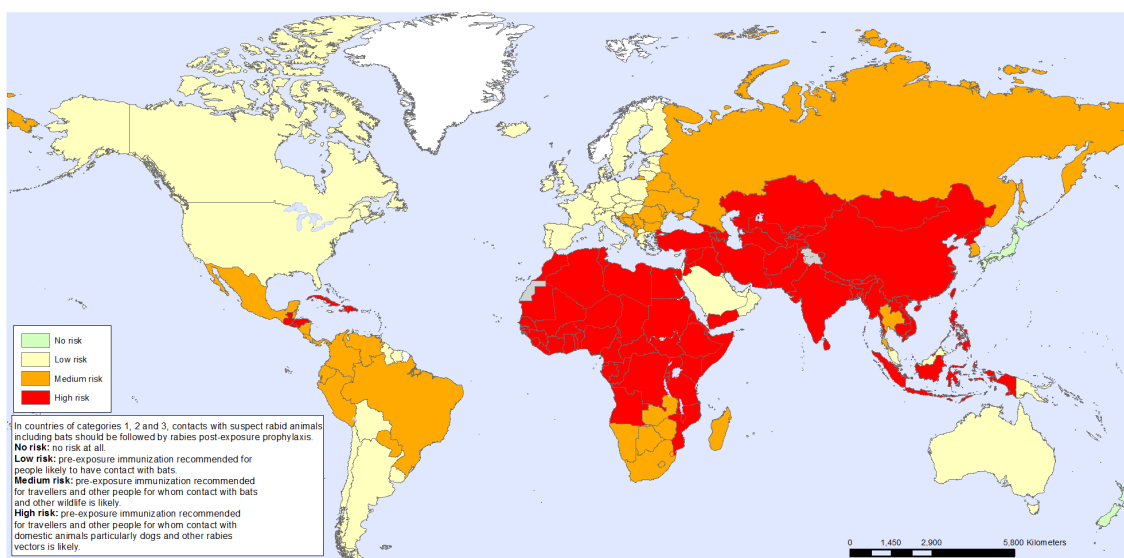 No risk
Low risk
Medium risk
High risk
In countries of categories 1, 2 and 3, contacts with suspect rabid animals
including bats should be followed by rabies post-exposure prophylaxis.
No risk: no risk at all.
Low risk: pre-exposure immunization recommended for
people likely to have contact with bats.
Medium risk: pre-exposure immunization recommended
for travellers and other people for whom contact with bats
and other wildlife is likely.
High risk: pre-exposure immunization recommended
for travellers and other people for whom contact with
domestic animals particularly dogs and other rabies
vectors is likely.
0 1,450 2,900 5,800 Kilometers